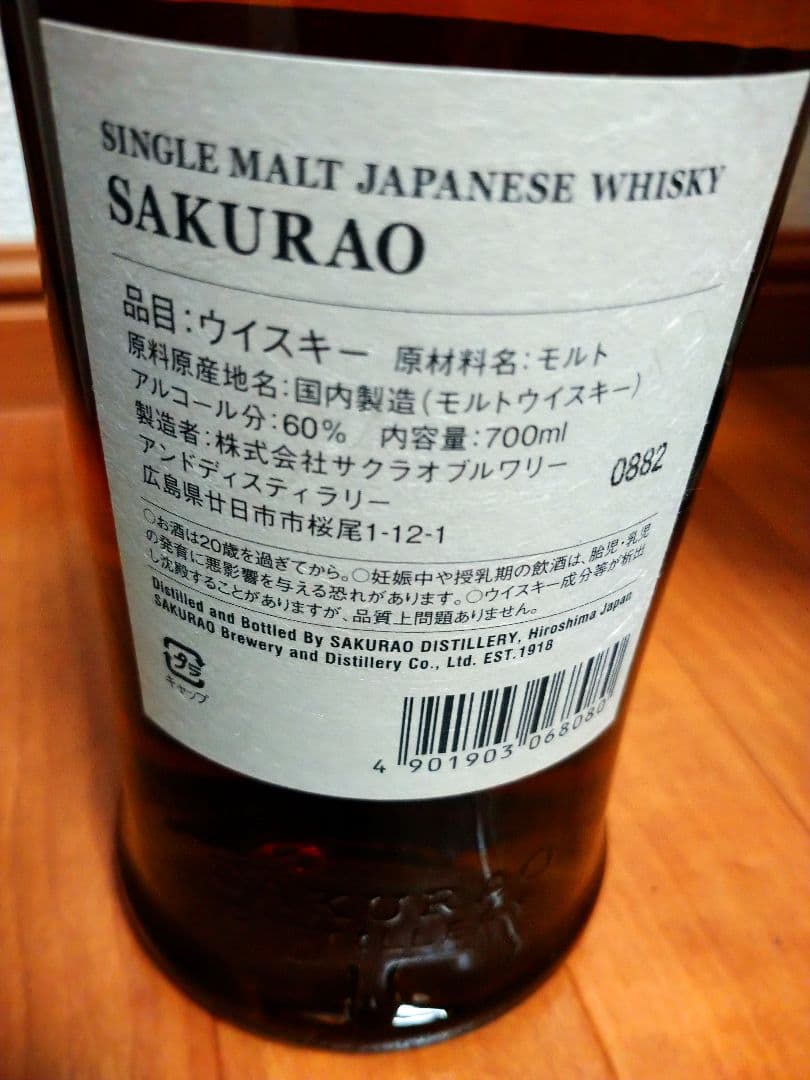 SINGLE MALT JAPANESE WHISKY
SAKURAO
品目：ウイスキー 原材料名：モルト
原料原産地名：国内製造（モルトウイスキー）
アルコール分：60% 内容量：700ml
製造者：株式会社サクラオブルワリー
アンドディスティラリー
0882
広島県廿日市市桜尾1-12-1
○お酒は20歳を過ぎてから。○妊娠中や授乳期の飲酒は、胎児・乳児
の発育に悪影響を与える恐れがあります。○ウイスキー成分等が析出
し沈殿することがありますが、品質上問題ありません。
Distilled and Bottled By SAKURAO DISTILLERY, Hiroshima Japan
SAKURAO Brewery and Distillery Co., Ltd. EST.1918
プラ
キャップ
4 901903 068080
SAKURAO